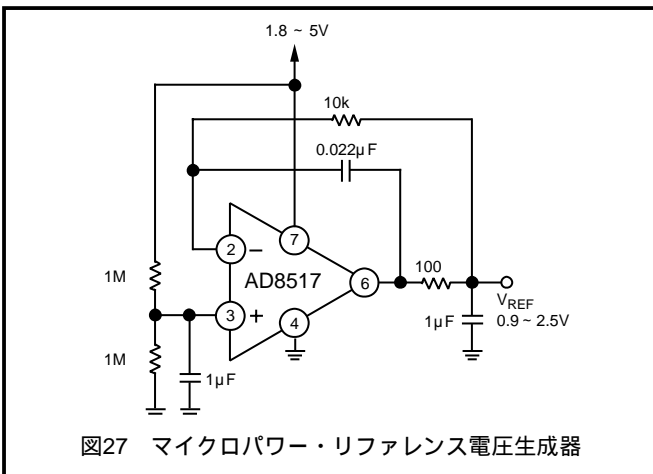 1.8 ~ 5V
10k
0.022µF
2
−
7
AD8517
6
100
1M
3
+
4
V_REF
0.9 ~ 2.5V
1µF
1M
1µF
図27 マイクロパワー・リファレンス電圧生成器